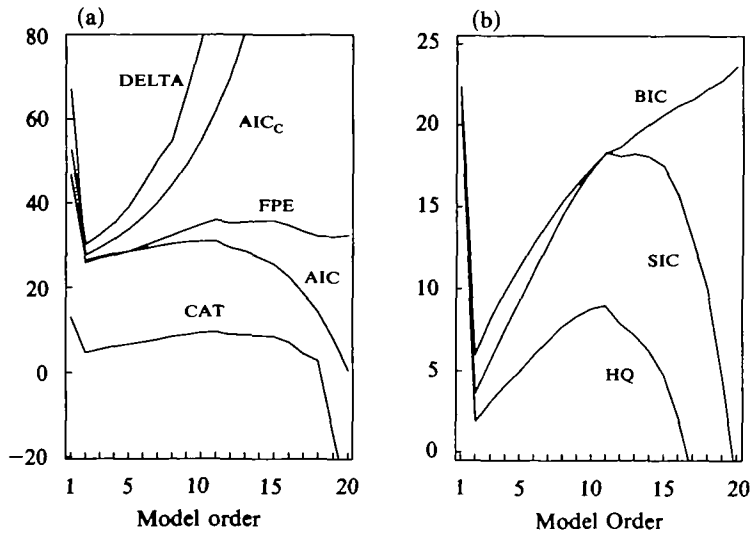 (a)
80
60
40
20
0
−20
DELTA
AIC_C
FPE
AIC
CAT
1 5 10 15 20
Model order
(b)
25
20
15
10
5
0
BIC
SIC
HQ
1 5 10 15 20
Model Order